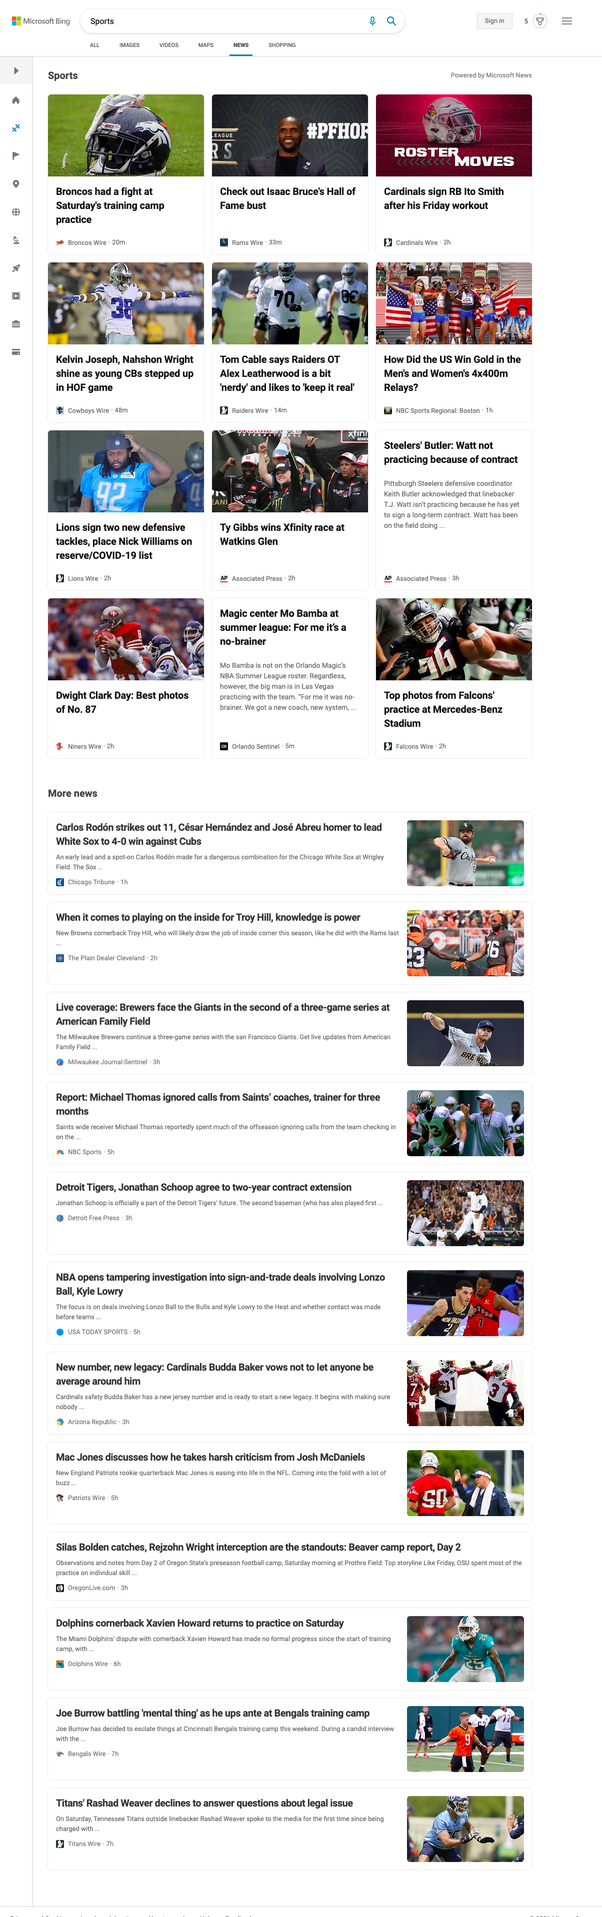 Microsoft Bing
Sports
Sign in
5
ALL IMAGES VIDEOS MAPS NEWS SHOPPING
Sports
Powered by Microsoft News
#PFHOF
ROSTER
MOVES
Broncos had a fight at
Saturday's training camp
practice
Broncos Wire · 20m
Check out Isaac Bruce's Hall of
Fame bust
Rams Wire · 33m
Cardinals sign RB Ito Smith
after his Friday workout
Cardinals Wire · 2h
Kelvin Joseph, Nahshon Wright
shine as young CBs stepped up
in HOF game
Cowboys Wire · 48m
Tom Cable says Raiders OT
Alex Leatherwood is a bit
'nerdy' and likes to 'keep it real'
Raiders Wire · 14m
How Did the US Win Gold in the
Men's and Women's 4x400m
Relays?
NBC Sports Regional: Boston · 1h
Lions sign two new defensive
tackles, place Nick Williams on
reserve/COVID-19 list
Lions Wire · 2h
Ty Gibbs wins Xfinity race at
Watkins Glen
Associated Press · 2h
Steelers' Butler: Watt not
practicing because of contract
Pittsburgh Steelers defensive coordinator
Keith Butler acknowledged that linebacker
T.J. Watt isn't practicing because he has yet
to sign a long-term contract. Watt has been
on the field doing ...
Associated Press · 3h
Dwight Clark Day: Best photos
of No. 87
Niners Wire · 2h
Magic center Mo Bamba at
summer league: For me it's a
no-brainer
Mo Bamba is not on the Orlando Magic's
NBA Summer League roster. Regardless,
however, the big man is in Las Vegas
practicing with the team. "For me it was no-
brainer. We got a new coach, new system, ...
Orlando Sentinel · 5m
Top photos from Falcons'
practice at Mercedes-Benz
Stadium
Falcons Wire · 2h
More news
Carlos Rodón strikes out 11, César Hernández and José Abreu homer to lead
White Sox to 4-0 win against Cubs
An early lead and a spot-on Carlos Rodón made for a dangerous combination for the Chicago White Sox at Wrigley
Field. The Sox ...
Chicago Tribune · 1h
When it comes to playing on the inside for Troy Hill, knowledge is power
New Browns cornerback Troy Hill, who will likely draw the job of inside corner this season, like he did with the Rams last
...
The Plain Dealer Cleveland · 2h
Live coverage: Brewers face the Giants in the second of a three-game series at
American Family Field
The Milwaukee Brewers continue a three-game series with the san Francisco Giants. Get live updates from American
Family Field ...
Milwaukee Journal-Sentinel · 3h
Report: Michael Thomas ignored calls from Saints' coaches, trainer for three
months
Saints wide receiver Michael Thomas reportedly spent much of the offseason ignoring calls from the team checking in
on the ...
NBC Sports · 5h
Detroit Tigers, Jonathan Schoop agree to two-year contract extension
Jonathan Schoop is officially a part of the Detroit Tigers' future. The second baseman (who has also played first ...
Detroit Free Press · 3h
NBA opens tampering investigation into sign-and-trade deals involving Lonzo
Ball, Kyle Lowry
The focus is on deals involving Lonzo Ball to the Bulls and Kyle Lowry to the Heat and whether contact was made
before teams ...
USA TODAY SPORTS · 5h
New number, new legacy: Cardinals Budda Baker vows not to let anyone be
average around him
Cardinals safety Budda Baker has a new jersey number and is ready to start a new legacy. It begins with making sure
nobody ...
Arizona Republic · 3h
Mac Jones discusses how he takes harsh criticism from Josh McDaniels
New England Patriots rookie quarterback Mac Jones is easing into life in the NFL. Coming into the fold with a lot of
buzz ...
Patriots Wire · 5h
Silas Bolden catches, Rejzohn Wright interception are the standouts: Beaver camp report, Day 2
Observations and notes from Day 2 of Oregon State's preseason football camp, Saturday morning at Prothro Field: Top storyline Like Friday, OSU spent most of the
practice on individual skill ...
OregonLive.com · 3h
Dolphins cornerback Xavien Howard returns to practice on Saturday
The Miami Dolphins' dispute with cornerback Xavien Howard has made no formal progress since the start of training
camp, with ...
Dolphins Wire · 6h
Joe Burrow battling 'mental thing' as he ups ante at Bengals training camp
Joe Burrow has decided to esclate things at Cincinnati Bengals training camp this weekend. During a candid interview
with the ...
Bengals Wire · 7h
Titans' Rashad Weaver declines to answer questions about legal issue
On Saturday, Tennessee Titans outside linebacker Rashad Weaver spoke to the media for the first time since being
charged with ...
Titans Wire · 7h